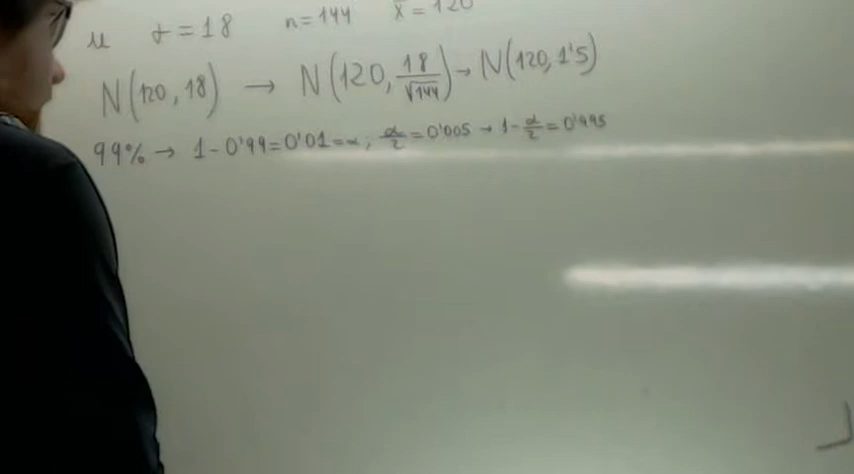 μ σ = 18 n = 144 x̄ = 120
N(120, 18) → N(120, 18/√144) → N(120, 1'5)
99% → 1 - 0'99 = 0'01 = α, α/2 = 0'005 → 1 - α/2 = 0'995